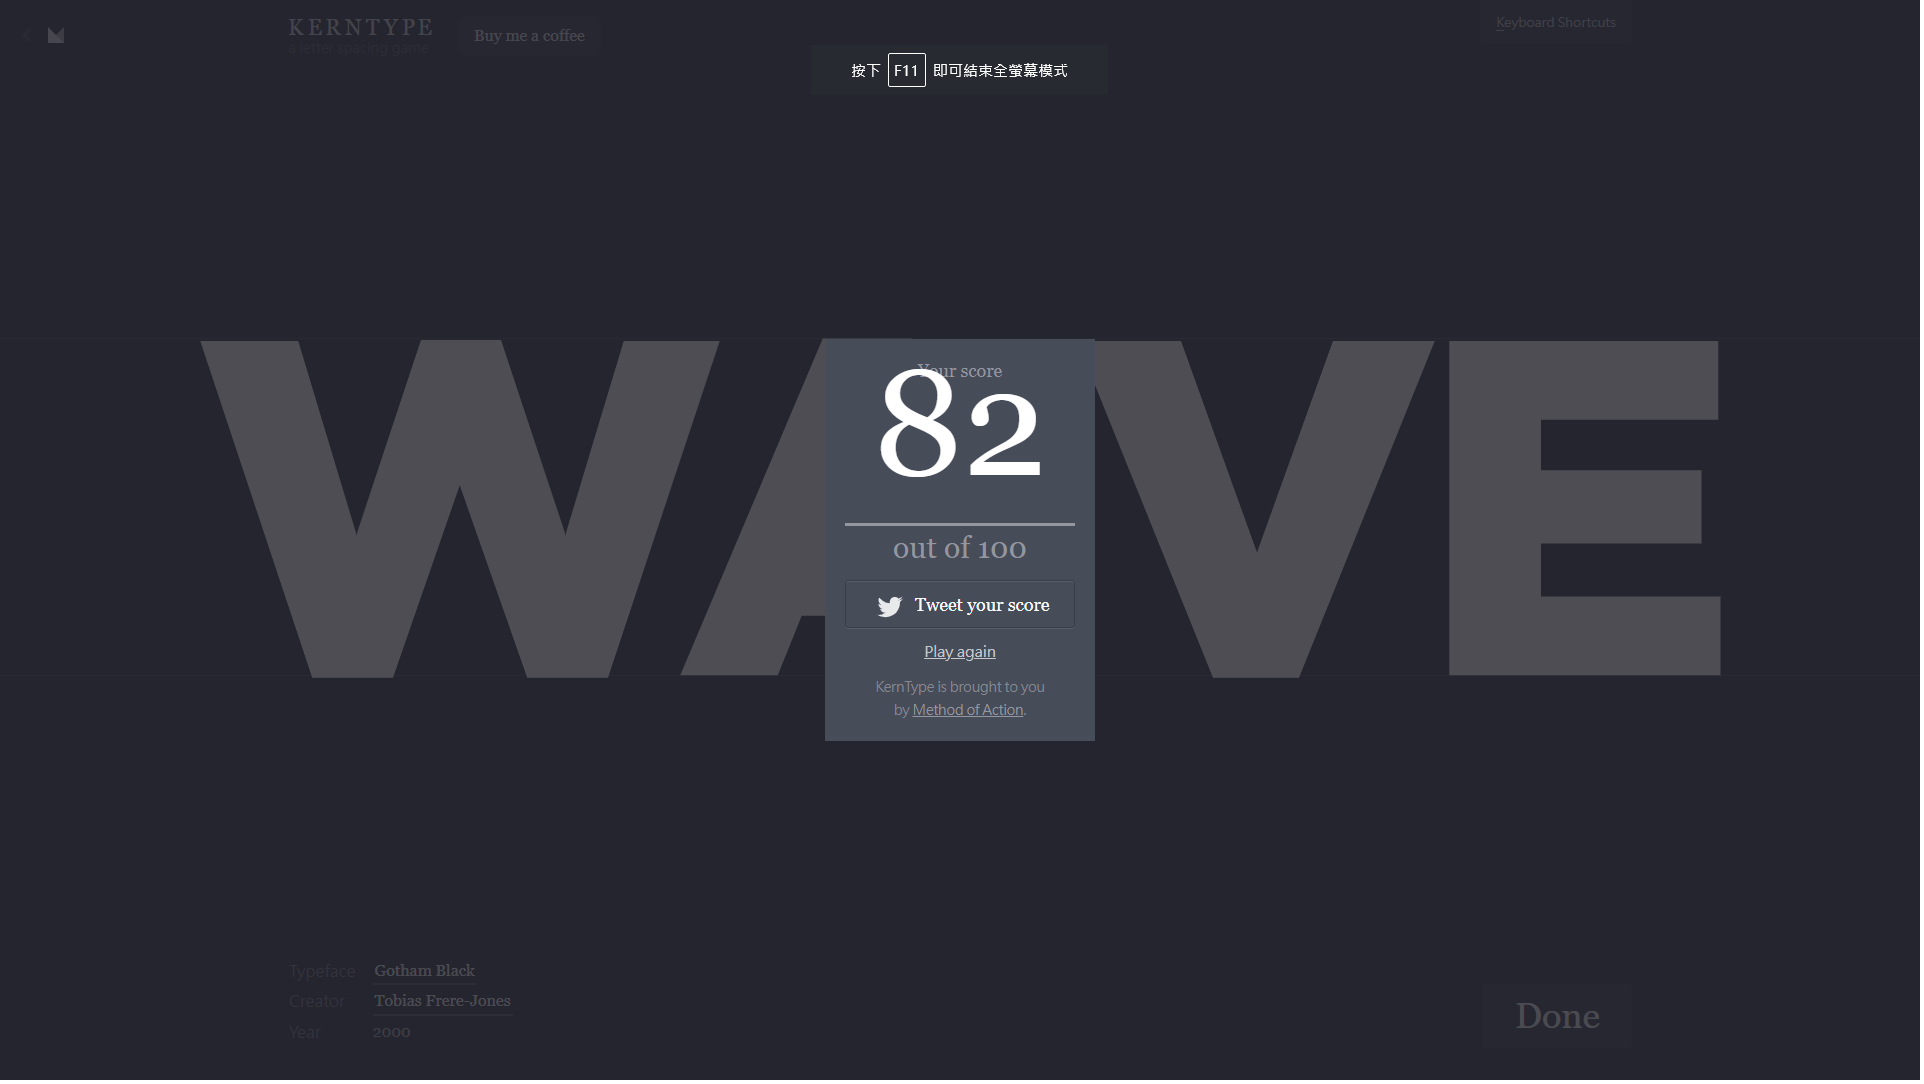 KERNTYPE
a letter spacing game
Buy me a coffee
Keyboard Shortcuts
按下 F11 即可結束全螢幕模式
WAVE
Your score
82
out of 100
Tweet your score
Play again
KernType is brought to you
by Method of Action.
Typeface Gotham Black
Creator Tobias Frere-Jones
Year 2000
Done